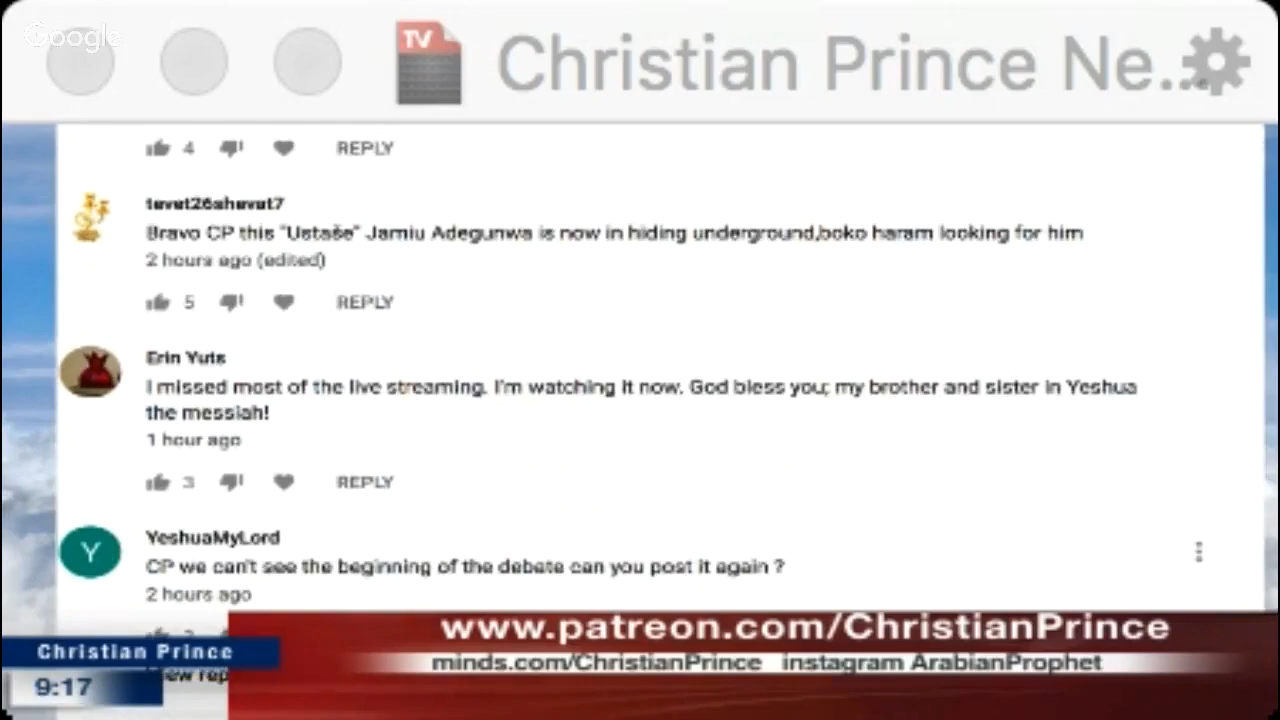 Google
TV
Christian Prince Ne...
4 REPLY
tevet26shevat7
Bravo CP this "Ustaše" Jamiu Adegunwa is now in hiding underground,boko haram looking for him
2 hours ago (edited)
5 REPLY
Erin Yuts
I missed most of the live streaming. I'm watching it now. God bless you; my brother and sister in Yeshua
the messiah!
1 hour ago
3 REPLY
Y
YeshuaMyLord
CP we can't see the beginning of the debate can you post it again ?
2 hours ago
www.patreon.com/ChristianPrince
Christian Prince
minds.com/ChristianPrince instagram ArabianProphet
9:17